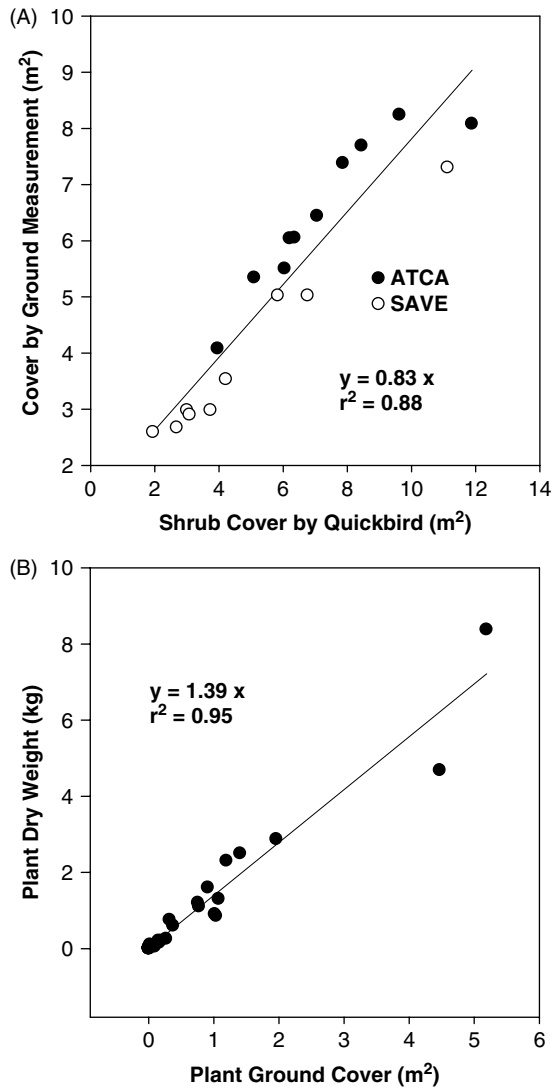 (A)
10
9
8
7
6
5
4
3
2
Cover by Ground Measurement (m²)
ATCA
SAVE
y = 0.83 x
r² = 0.88
0 2 4 6 8 10 12 14
Shrub Cover by Quickbird (m²)
(B)
10
8
6
4
2
0
Plant Dry Weight (kg)
y = 1.39 x
r² = 0.95
0 1 2 3 4 5 6
Plant Ground Cover (m²)